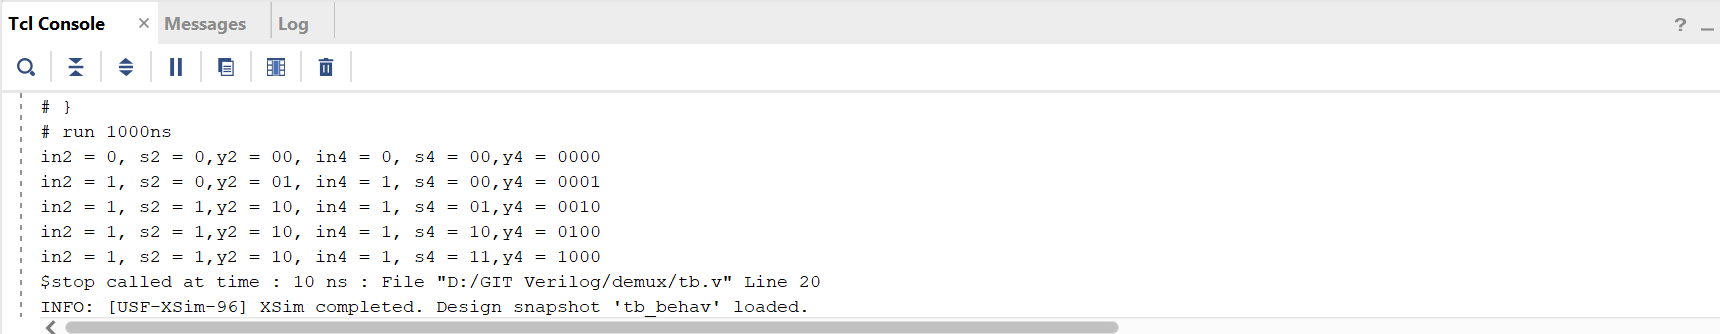 Tcl Console × Messages Log ? _
# }
# run 1000ns
in2 = 0, s2 = 0,y2 = 00, in4 = 0, s4 = 00,y4 = 0000
in2 = 1, s2 = 0,y2 = 01, in4 = 1, s4 = 00,y4 = 0001
in2 = 1, s2 = 1,y2 = 10, in4 = 1, s4 = 01,y4 = 0010
in2 = 1, s2 = 1,y2 = 10, in4 = 1, s4 = 10,y4 = 0100
in2 = 1, s2 = 1,y2 = 10, in4 = 1, s4 = 11,y4 = 1000
$stop called at time : 10 ns : File "D:/GIT Verilog/demux/tb.v" Line 20
INFO: [USF-XSim-96] XSim completed. Design snapshot 'tb_behav' loaded.